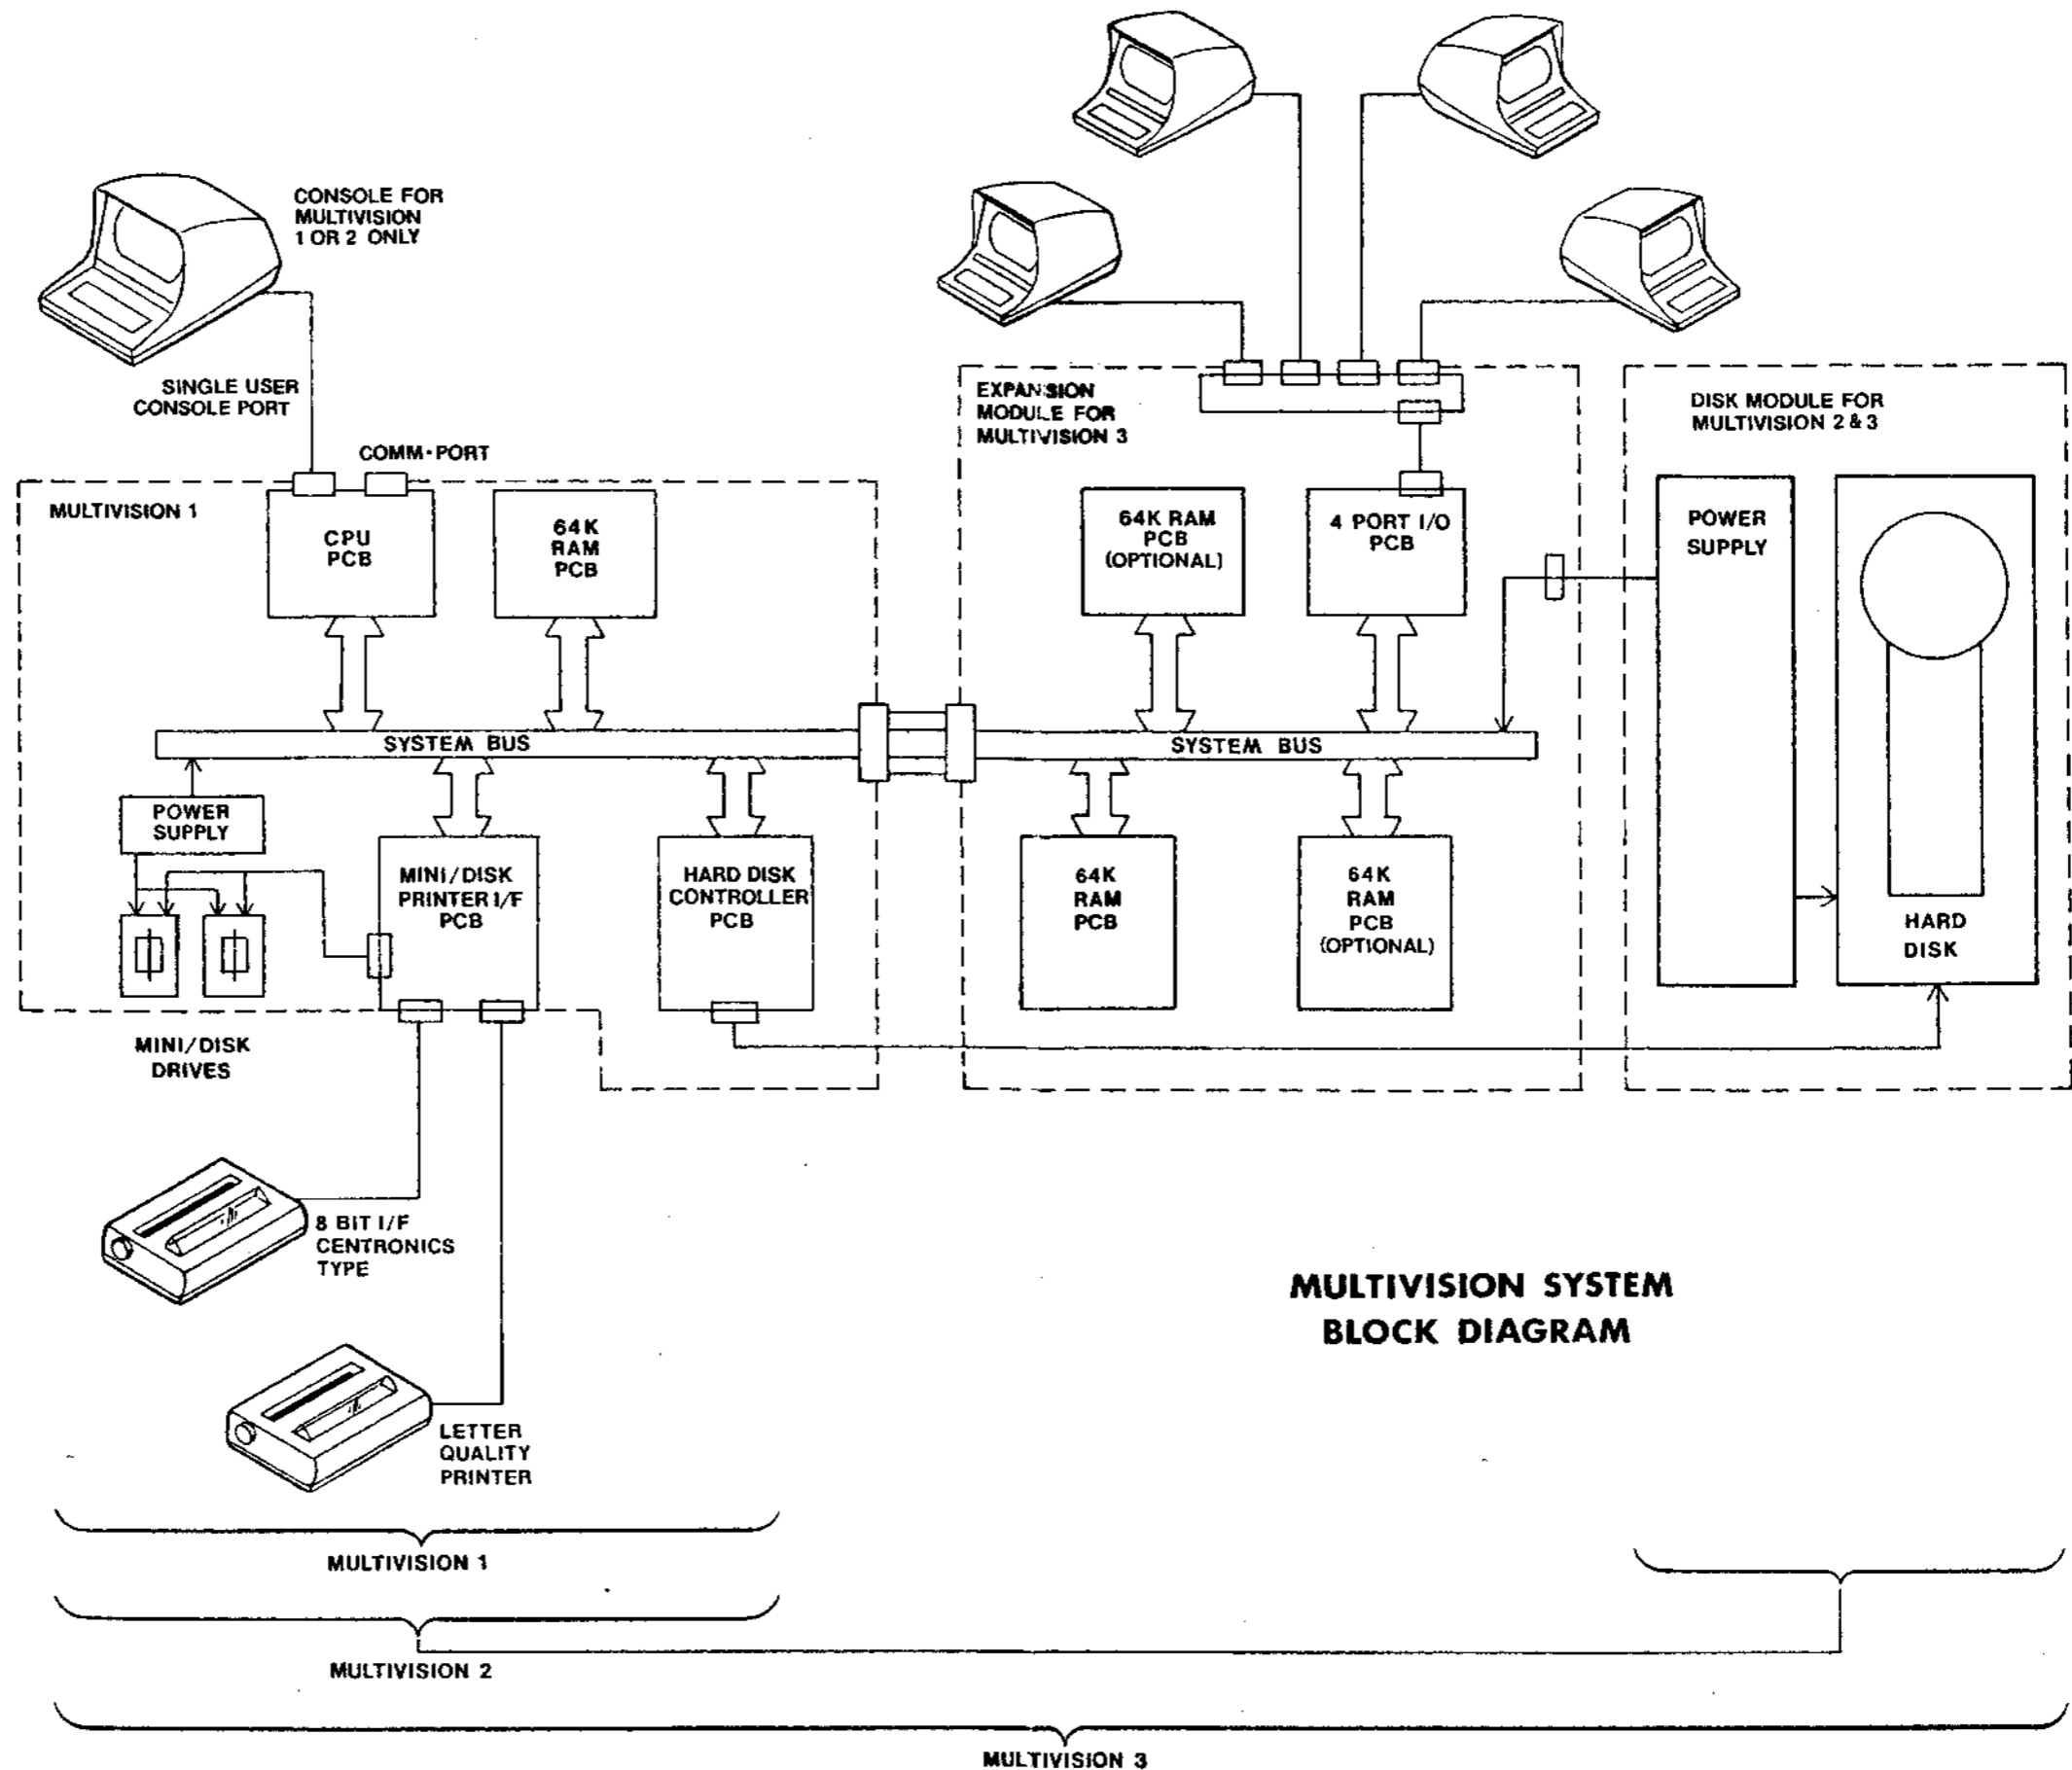 CONSOLE FOR
MULTIVISION
1 OR 2 ONLY
SINGLE USER
CONSOLE PORT
COMM-PORT
MULTIVISION 1
CPU
PCB
64K
RAM
PCB
SYSTEM BUS
POWER
SUPPLY
MINI/DISK
PRINTER I/F
PCB
HARD DISK
CONTROLLER
PCB
MINI/DISK
DRIVES
EXPANSION
MODULE FOR
MULTIVISION 3
64K RAM
PCB
(OPTIONAL)
4 PORT I/O
PCB
SYSTEM BUS
64K
RAM
PCB
64K
RAM
PCB
(OPTIONAL)
DISK MODULE FOR
MULTIVISION 2 & 3
POWER
SUPPLY
HARD
DISK
8 BIT I/F
CENTRONICS
TYPE
LETTER
QUALITY
PRINTER
MULTIVISION SYSTEM
BLOCK DIAGRAM
MULTIVISION 1
MULTIVISION 2
MULTIVISION 3